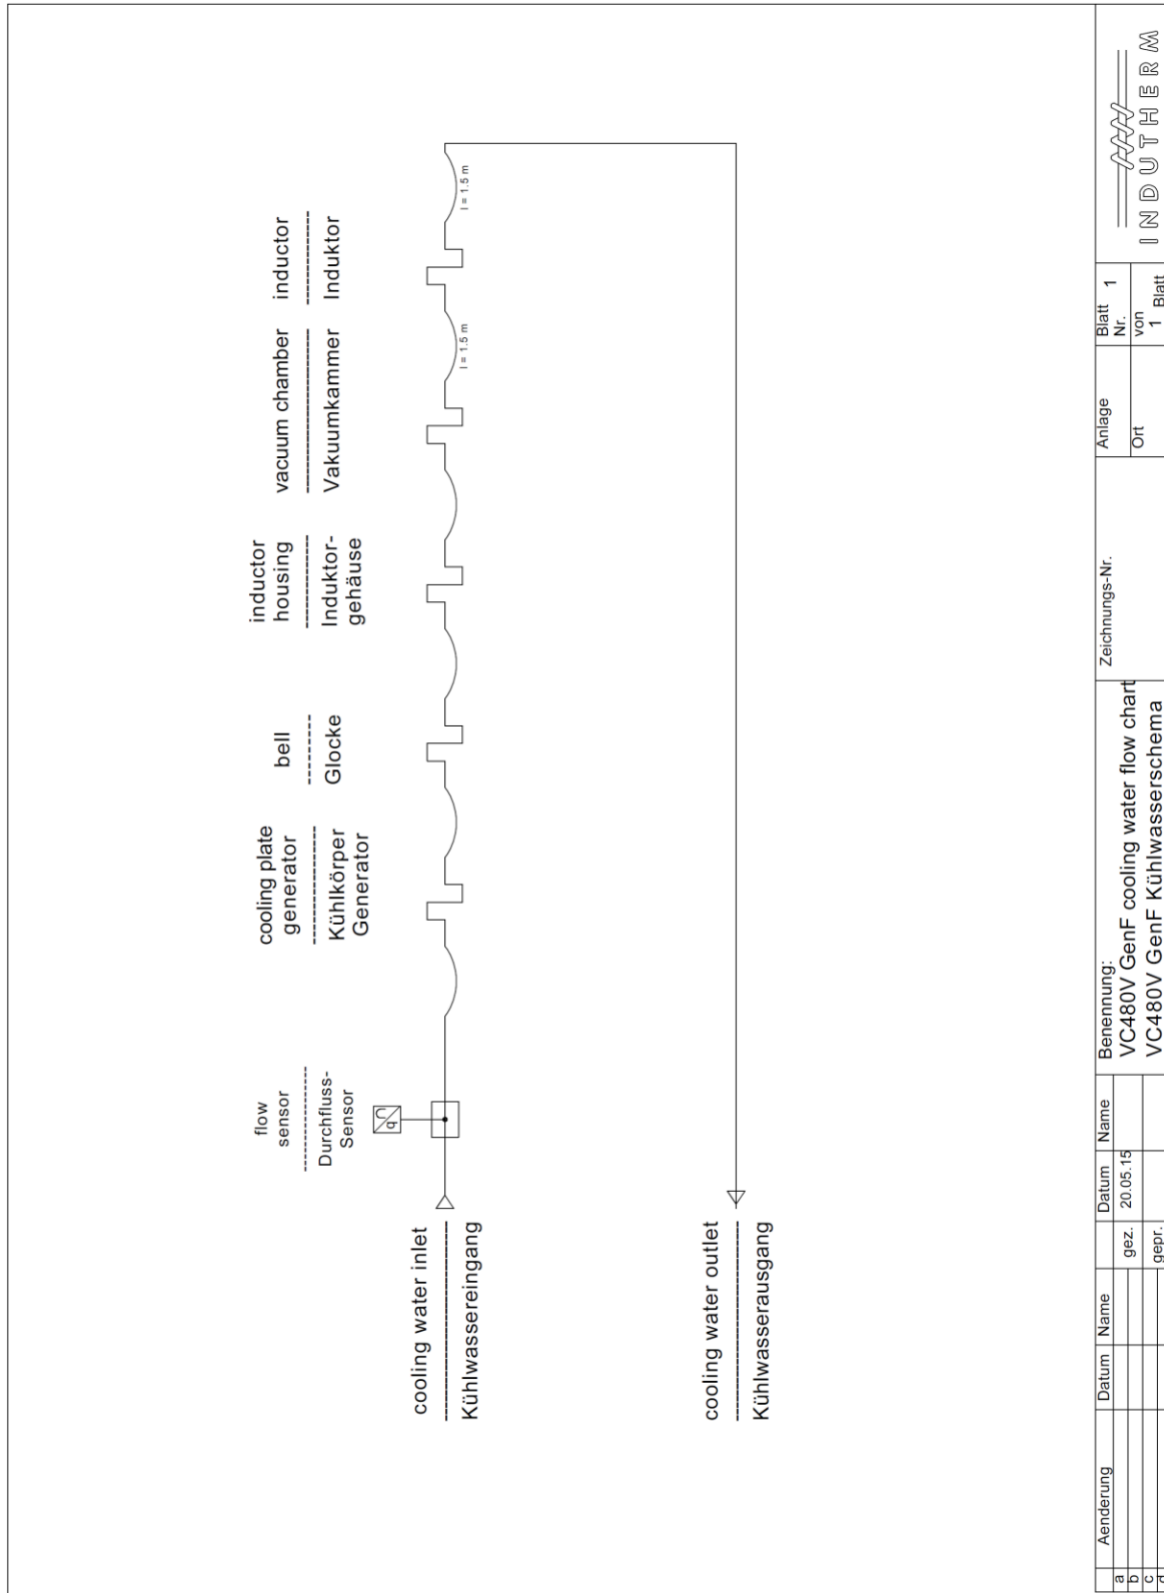 flow
sensor
Durchfluss-
Sensor
cooling plate
generator
Kühlkörper
Generator
bell
Glocke
inductor
housing
Induktor-
gehäuse
vacuum chamber
Vakuumkammer
inductor
Induktor
q
l = 1.5 m
l = 1.5 m
cooling water inlet
Kühlwassereingang
cooling water outlet
Kühlwasserausgang
Aenderung
Datum
Name
a
b
c
d
Datum
Name
gez.
20.05.15
gepr.
Benennung:
VC480V GenF cooling water flow chart
VC480V GenF Kühlwasserschema
Zeichnungs-Nr.
Anlage
Ort
Blatt 1
Nr.
von
1 Blatt
INDUTHERM